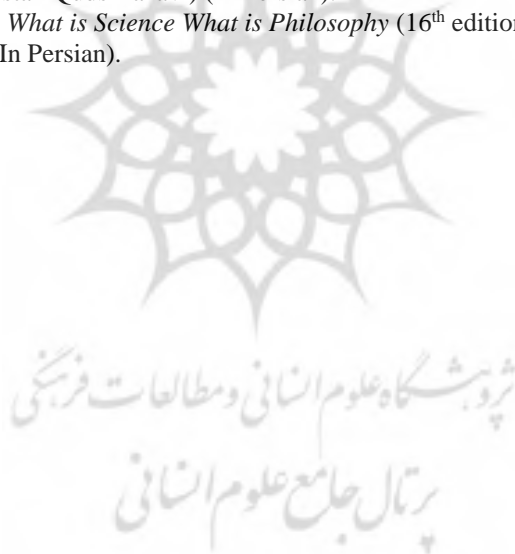 What is Science What is Philosophy (16th edition
In Persian).
پژوهشگاه علوم انسانی و مطالعات فرهنگی
پرتال جامع علوم انسانی